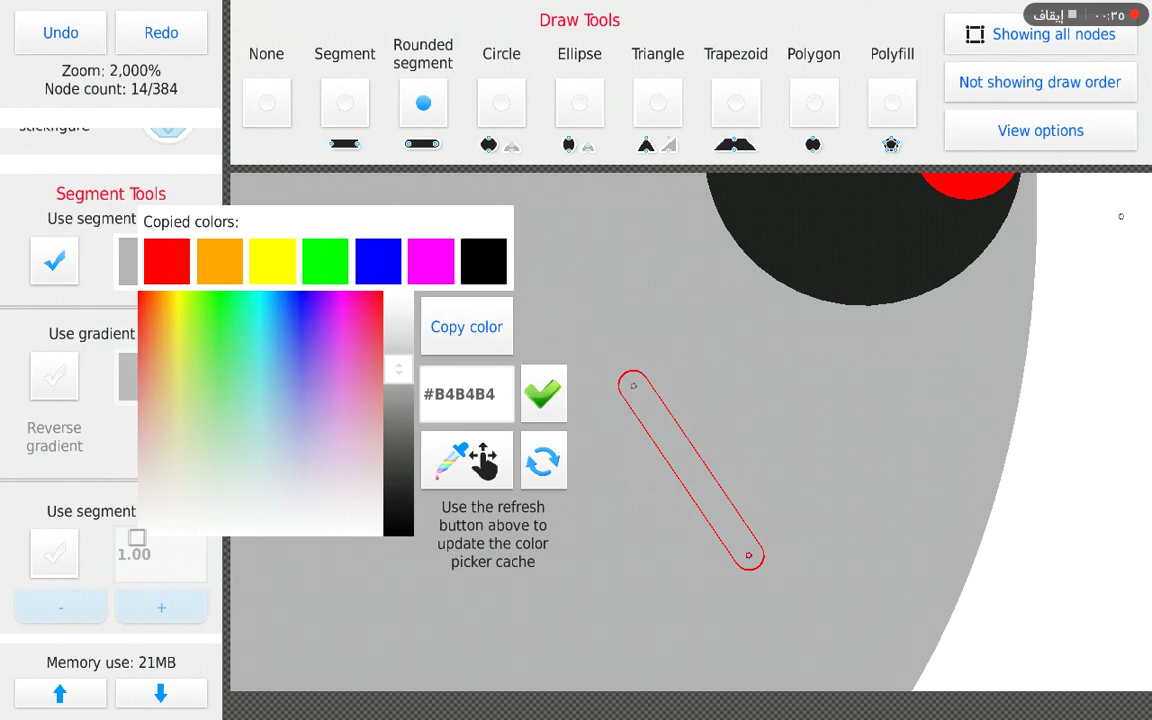 Undo
Redo
Zoom: 2,000%
Node count: 14/384
stickfigure
Draw Tools
None
Segment
Rounded
segment
Circle
Ellipse
Triangle
Trapezoid
Polygon
Polyfill
إيقاف
٠٠:٣٥
Showing all nodes
Not showing draw order
View options
Segment Tools
Use segment
Copied colors:
Use gradient
Copy color
#B4B4B4
Reverse
gradient
Use the refresh
button above to
update the color
picker cache
Use segment
1.00
-
+
Memory use: 21MB